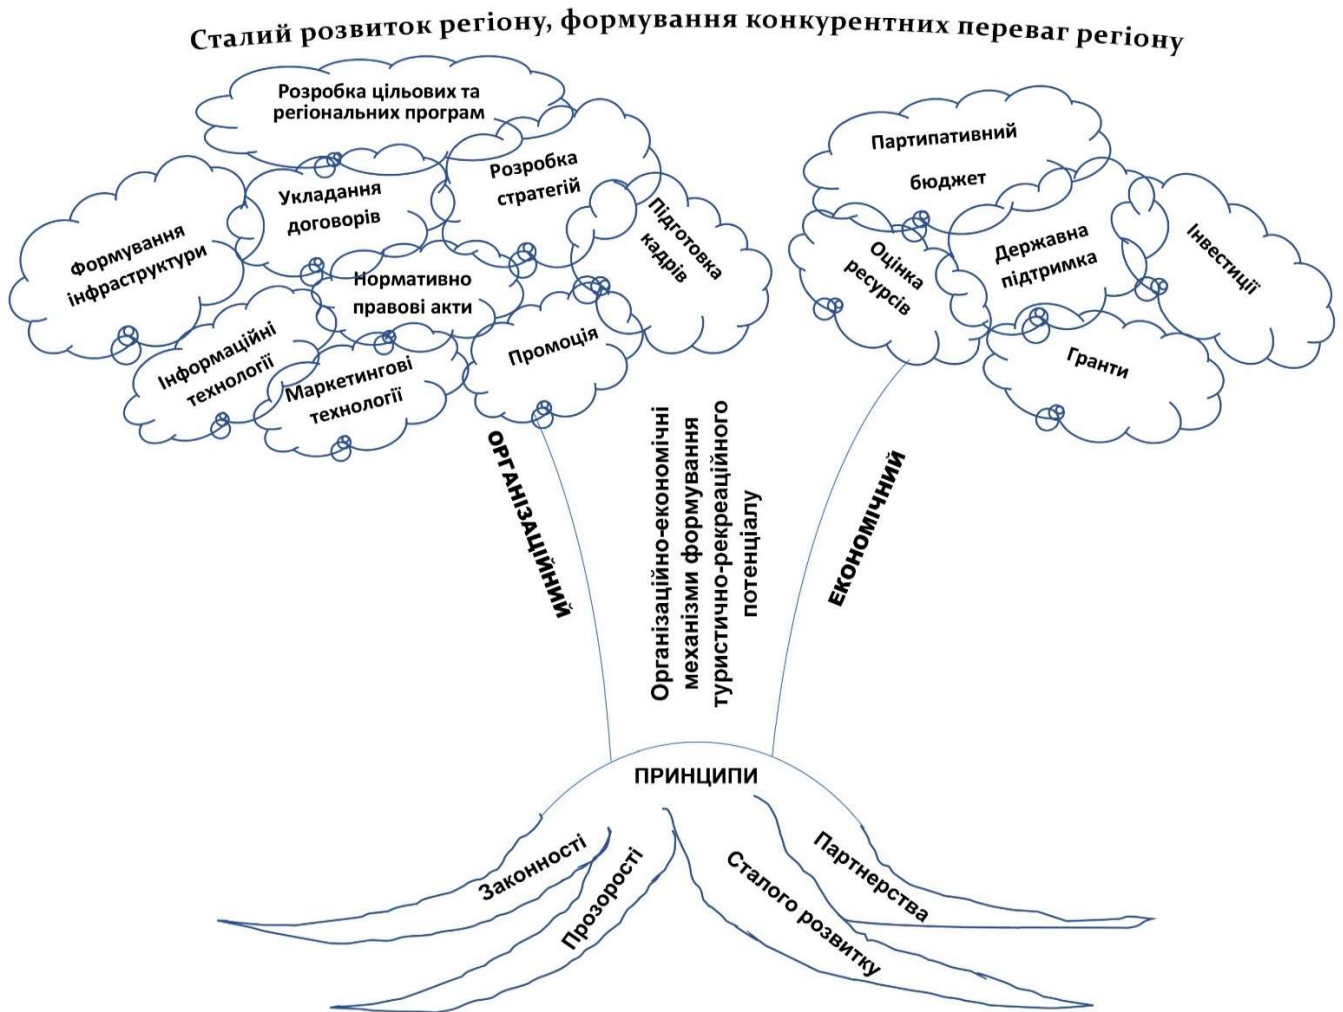 Сталий розвиток регіону, формування конкурентних переваг регіону
Розробка цільових та
регіональних програм
Партипативний
бюджет
Розробка
стратегій
Укладання
договорів
Підготовка
кадрів
Формування
інфраструктури
Нормативно
правові акти
Інформаційні
технології
Маркетингові
технології
Промоція
Оцінка
ресурсів
Державна
підтримка
Інвестиції
Гранти
ОРГАНІЗАЦІЙНИЙ
Організаційно-економічні
механізми формування
туристично-рекреаційного
потенціалу
ЕКОНОМІЧНИЙ
ПРИНЦИПИ
Законності
Прозорості
Сталого розвитку
Партнерства